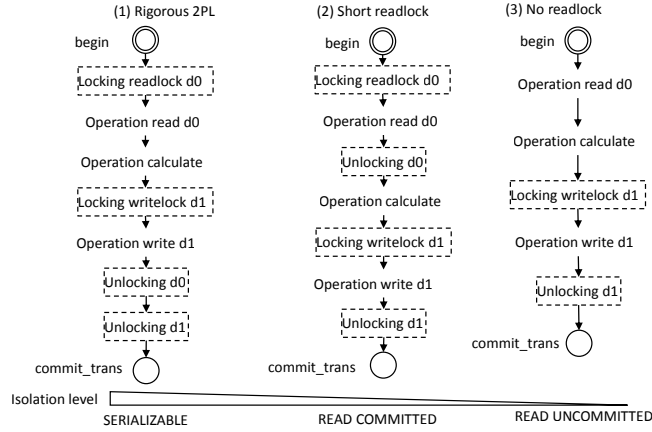 (1) Rigorous 2PL
begin
Locking readlock d0
Operation read d0
Operation calculate
Locking writelock d1
Operation write d1
Unlocking d0
Unlocking d1
commit_trans
(2) Short readlock
begin
Locking readlock d0
Operation read d0
Unlocking d0
Operation calculate
Locking writelock d1
Operation write d1
Unlocking d1
commit_trans
(3) No readlock
begin
Operation read d0
Operation calculate
Locking writelock d1
Operation write d1
Unlocking d1
commit_trans
Isolation level
SERIALIZABLE
READ COMMITTED
READ UNCOMMITTED